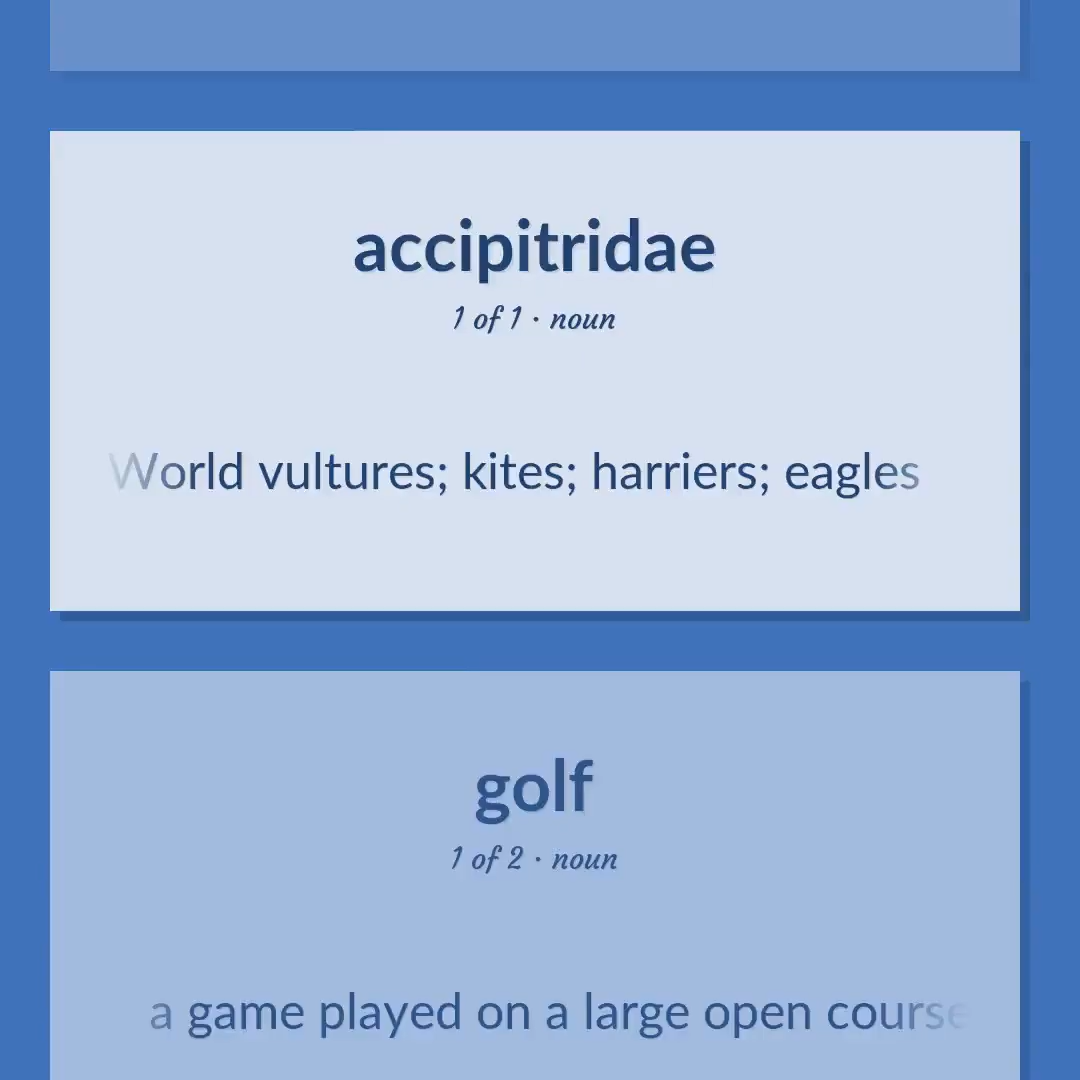 accipitridae
1 of 1 · noun
World vultures; kites; harriers; eagles
golf
1 of 2 · noun
a game played on a large open course